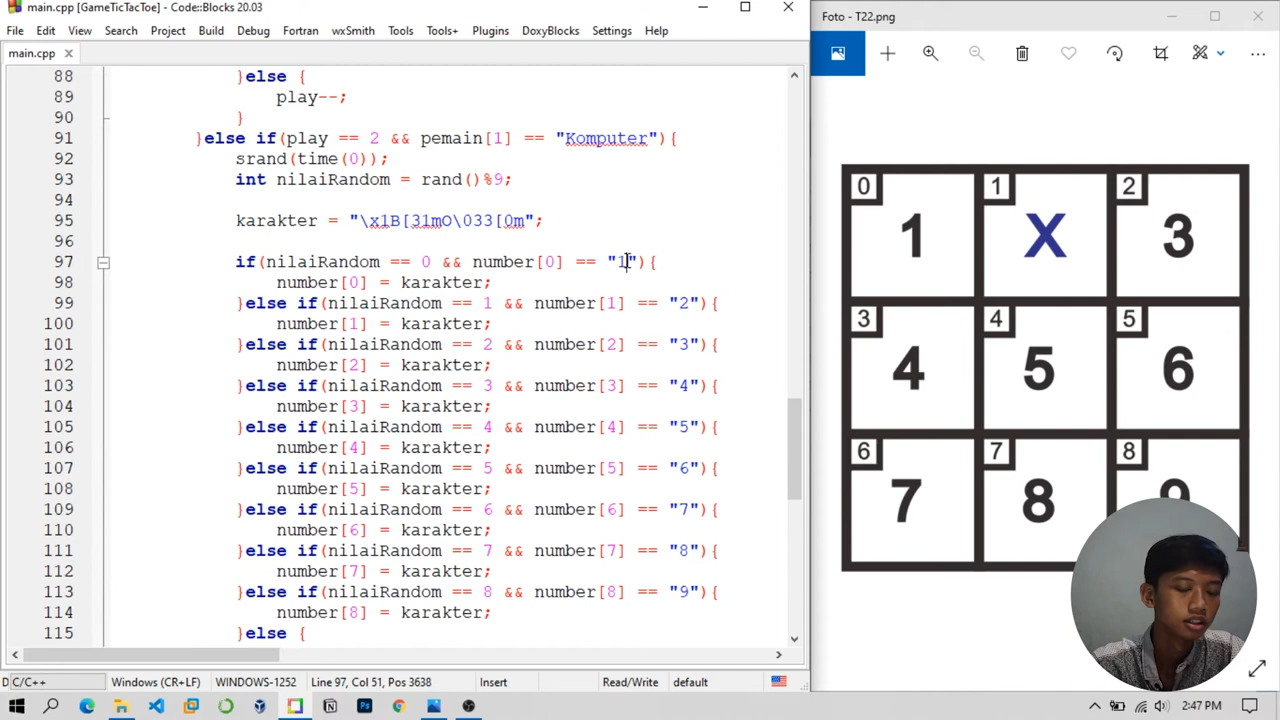 main.cpp [GameTicTacToe] - Code::Blocks 20.03
File Edit View Search Project Build Debug Fortran wxSmith Tools Tools+ Plugins DoxyBlocks Settings Help
main.cpp
88 }else {
89 play--;
90 }
91 }else if(play == 2 && pemain[1] == "Komputer"){
92 srand(time(0));
93 int nilaiRandom = rand()%9;
94
95 karakter = "\x1B[31mO\033[0m";
96
97 if(nilaiRandom == 0 && number[0] == "1"){
98 number[0] = karakter;
99 }else if(nilaiRandom == 1 && number[1] == "2"){
100 number[1] = karakter;
101 }else if(nilaiRandom == 2 && number[2] == "3"){
102 number[2] = karakter;
103 }else if(nilaiRandom == 3 && number[3] == "4"){
104 number[3] = karakter;
105 }else if(nilaiRandom == 4 && number[4] == "5"){
106 number[4] = karakter;
107 }else if(nilaiRandom == 5 && number[5] == "6"){
108 number[5] = karakter;
109 }else if(nilaiRandom == 6 && number[6] == "7"){
110 number[6] = karakter;
111 }else if(nilaiRandom == 7 && number[7] == "8"){
112 number[7] = karakter;
113 }else if(nilaiRandom == 8 && number[8] == "9"){
114 number[8] = karakter;
115 }else {
C/C++ Windows (CR+LF) WINDOWS-1252 Line 97, Col 51, Pos 3638 Insert Read/Write default
Foto - T22.png
0 1 2
1 X 3
3 4 5
4 5 6
6 7 8
7 8 9
2:47 PM